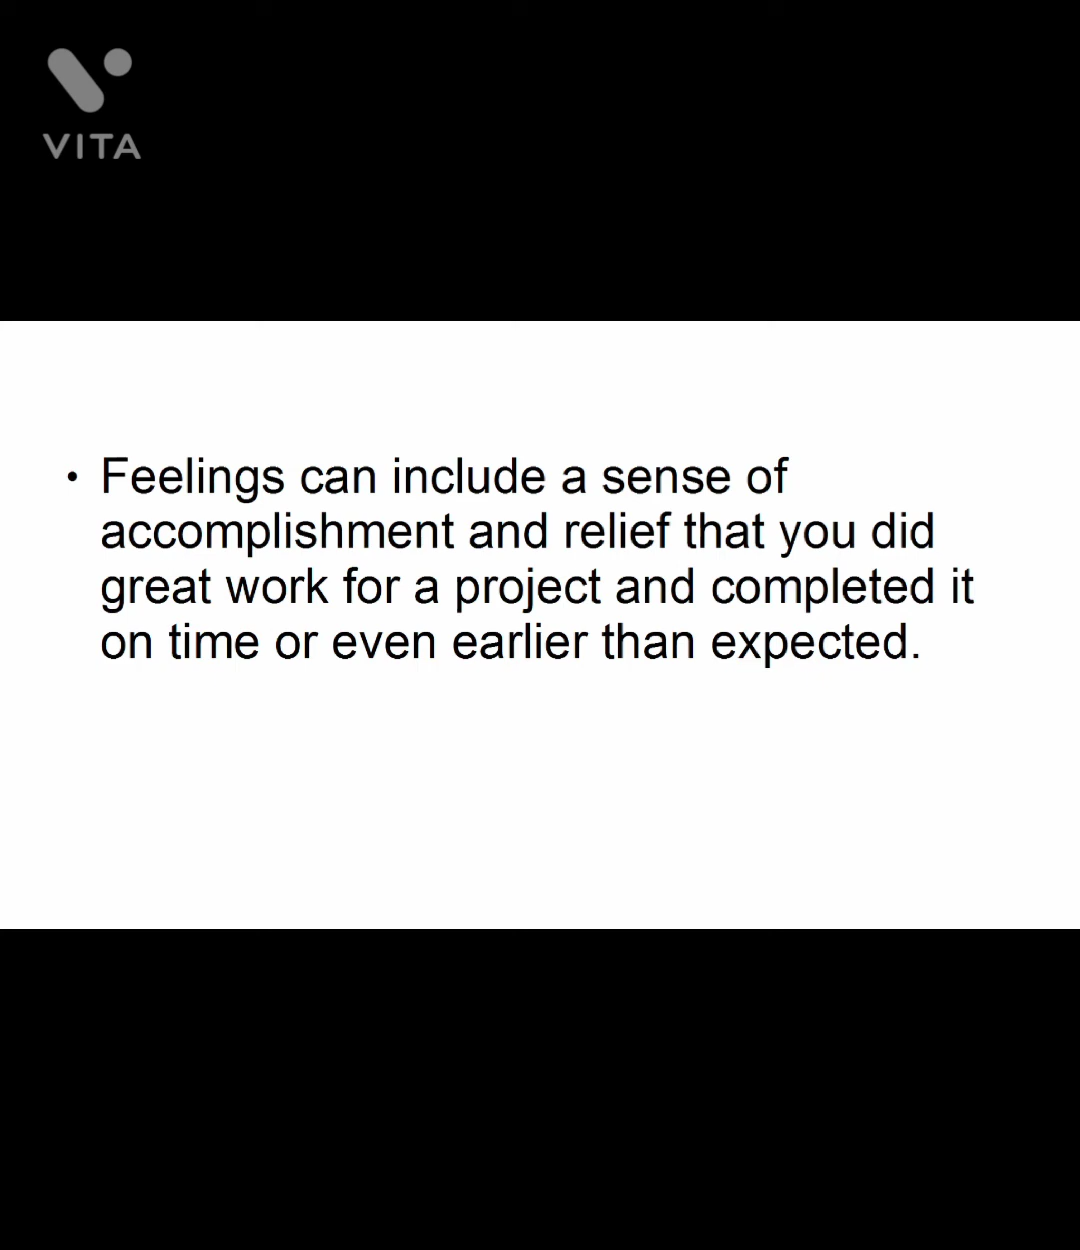 VITA
• Feelings can include a sense of
accomplishment and relief that you did
great work for a project and completed it
on time or even earlier than expected.